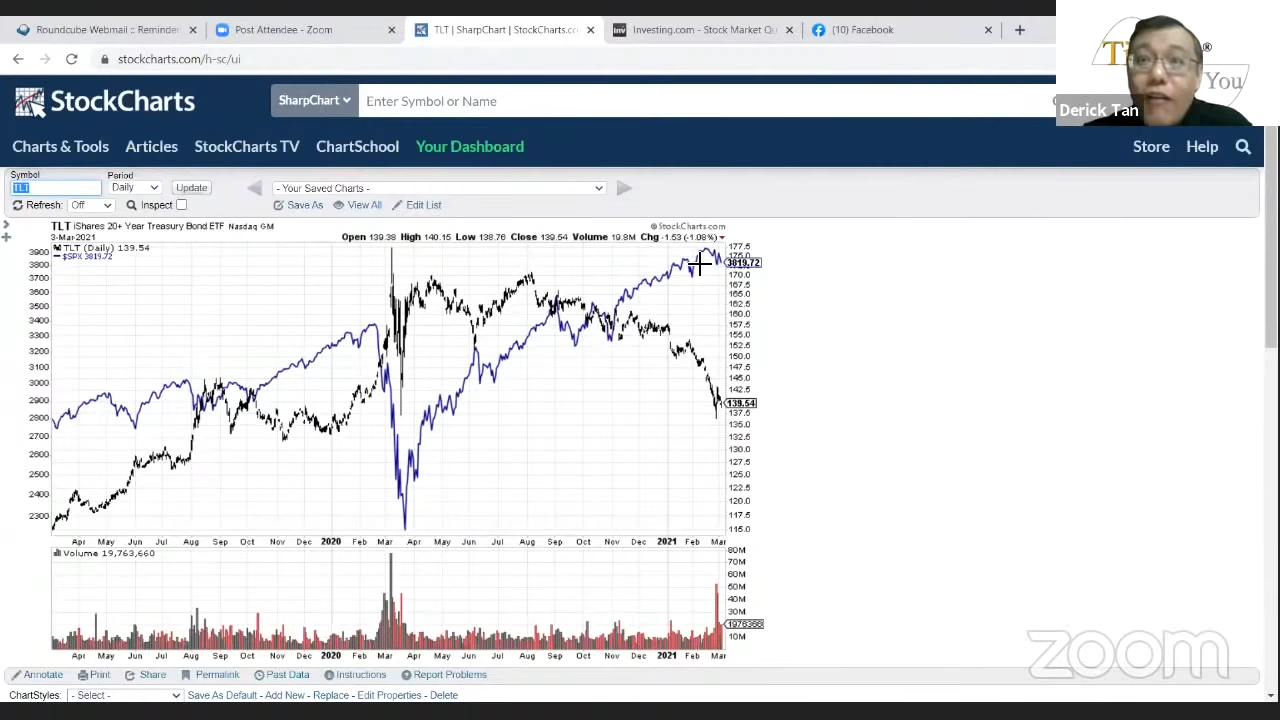 Roundcube Webmail :: Reminder
Post Attendee - Zoom
TLT | SharpChart | StockCharts.co
Investing.com - Stock Market Qu
(10) Facebook
stockcharts.com/h-sc/ui
You
Derick Tan
StockCharts
SharpChart
Enter Symbol or Name
Charts & Tools Articles StockCharts TV ChartSchool Your Dashboard Store Help
Symbol Period
TLT Daily Update - Your Saved Charts -
Refresh: Off Inspect Save As View All Edit List
TLT iShares 20+ Year Treasury Bond ETF Nasdaq GM © StockCharts.com
3-Mar-2021 Open 139.38 High 140.15 Low 138.76 Close 139.54 Volume 19.8M Chg -1.53 (-1.08%)
TLT (Daily) 139.54
$SPX 3819.72
3900
3800
3700
3600
3500
3400
3300
3200
3100
3000
2900
2800
2700
2600
2500
2400
2300
177.5
175.0
3819.72
170.0
167.5
165.0
162.5
160.0
157.5
155.0
152.5
150.0
147.5
145.0
142.5
139.54
137.5
135.0
132.5
130.0
127.5
125.0
122.5
120.0
117.5
115.0
Apr May Jun Jul Aug Sep Oct Nov Dec 2020 Mar Apr May Jun Jul Aug Sep Oct Nov Dec 2021 Feb Mar
Volume 19,763,660
80M
70M
60M
50M
40M
30M
19763660
10M
Apr May Jun Jul Aug Sep Oct Nov Dec 2020 Mar Apr May Jun Jul Aug Sep Oct Nov Dec 2021 Feb Mar
zoom
Annotate Print Share Permalink Past Data Instructions Report Problems
ChartStyles: - Select - Save As Default - Add New - Replace - Edit Properties - Delete